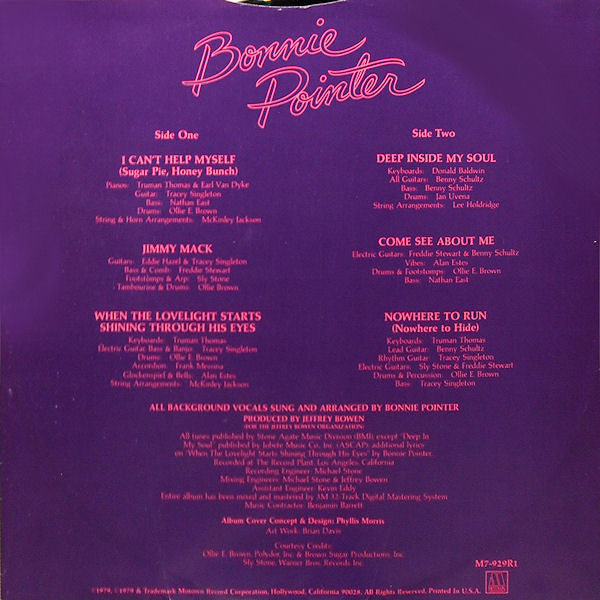 Bonnie
Pointer
Side One
I CAN'T HELP MYSELF
(Sugar Pie, Honey Bunch)
Pianos: Truman Thomas & Earl Van Dyke
Guitar: Tracey Singleton
Bass: Nathan East
Drums: Ollie E. Brown
String & Horn Arrangements: McKinley Jackson
JIMMY MACK
Guitars: Eddie Hazel & Tracey Singleton
Bass & Comb: Freddie Stewart
Footstomps & Arp: Sly Stone
Tambourine & Drums: Ollie Brown
WHEN THE LOVELIGHT STARTS
SHINING THROUGH HIS EYES
Keyboards: Truman Thomas
Electric Guitar, Bass & Banjo: Tracey Singleton
Drums: Ollie E. Brown
Accordion: Frank Messina
Glockenspiel & Bells: Alan Estes
String Arrangements: McKinley Jackson
Side Two
DEEP INSIDE MY SOUL
Keyboards: Donald Baldwin
All Guitars: Benny Schultz
Bass: Benny Schultz
Drums: Jan Uvena
String Arrangements: Lee Holdridge
COME SEE ABOUT ME
Electric Guitars: Freddie Stewart & Benny Schultz
Vibes: Alan Estes
Drums & Footstomps: Ollie E. Brown
Bass: Nathan East
NOWHERE TO RUN
(Nowhere to Hide)
Keyboards: Truman Thomas
Lead Guitar: Benny Schultz
Rhythm Guitar: Tracey Singleton
Electric Guitars: Sly Stone & Freddie Stewart
Drums & Percussion: Ollie E. Brown
Bass: Tracey Singleton
ALL BACKGROUND VOCALS SUNG AND ARRANGED BY BONNIE POINTER
PRODUCED BY JEFFREY BOWEN
(FOR THE JEFFREY BOWEN ORGANIZATION)
All tunes published by Stone Agate Music Division (BMI), except "Deep In
My Soul" published by Jobete Music Co., Inc. (ASCAP), additional lyrics
on "When The Lovelight Starts Shining Through His Eyes" by Bonnie Pointer.
Recorded at The Record Plant, Los Angeles, California
Recording Engineer: Michael Stone
Mixing Engineers: Michael Stone & Jeffrey Bowen
Assistant Engineer: Kevin Eddy
Entire album has been mixed and mastered by 3M 32-Track Digital Mastering System
Music Contractor: Benjamin Barrett
Album Cover Concept & Design: Phyllis Morris
Art Work: Brian Davis
Courtesy Credits:
Ollie E. Brown, Polydor, Inc. & Brown Sugar Productions, Inc.
Sly Stone, Warner Bros. Records, Inc.
M7-929R1
©1979, ℗1979 & Trademark Motown Record Corporation, Hollywood, California 90028. All Rights Reserved. Printed In U.S.A.